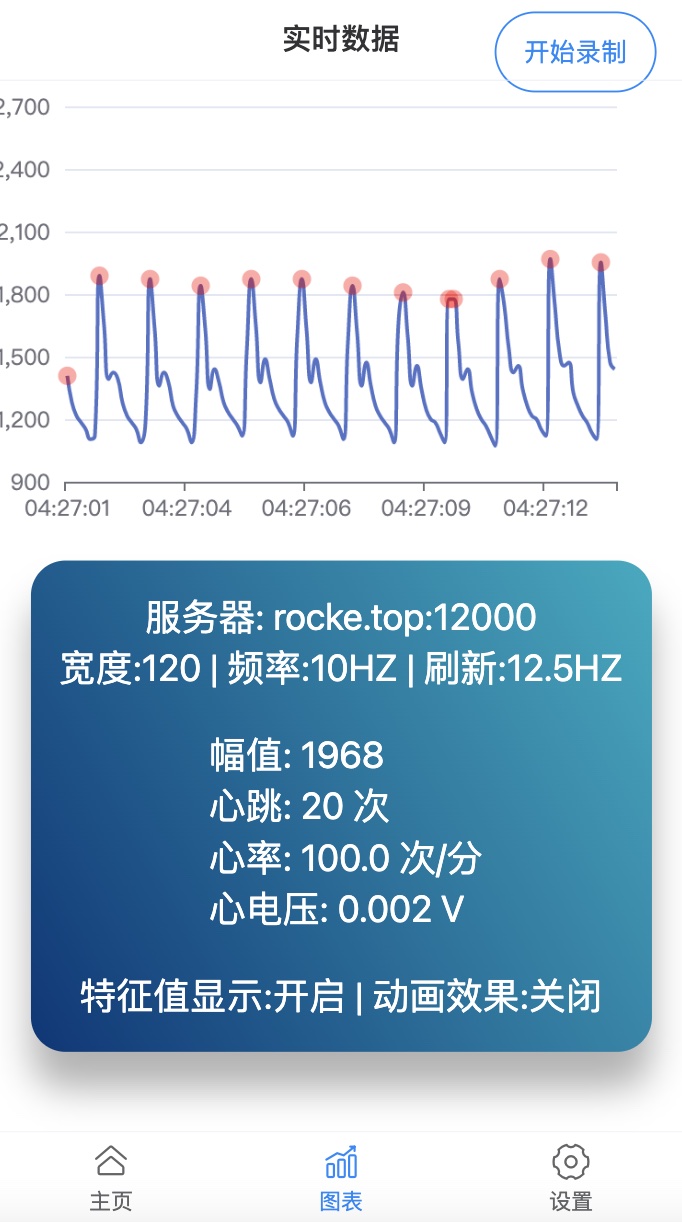 实时数据
开始录制
2,700
2,400
2,100
1,800
1,500
1,200
900
04:27:01 04:27:04 04:27:06 04:27:09 04:27:12
服务器: rocke.top:12000
宽度:120 | 频率:10HZ | 刷新:12.5HZ
幅值: 1968
心跳: 20 次
心率: 100.0 次/分
心电压: 0.002 V
特征值显示:开启 | 动画效果:关闭
主页 图表 设置